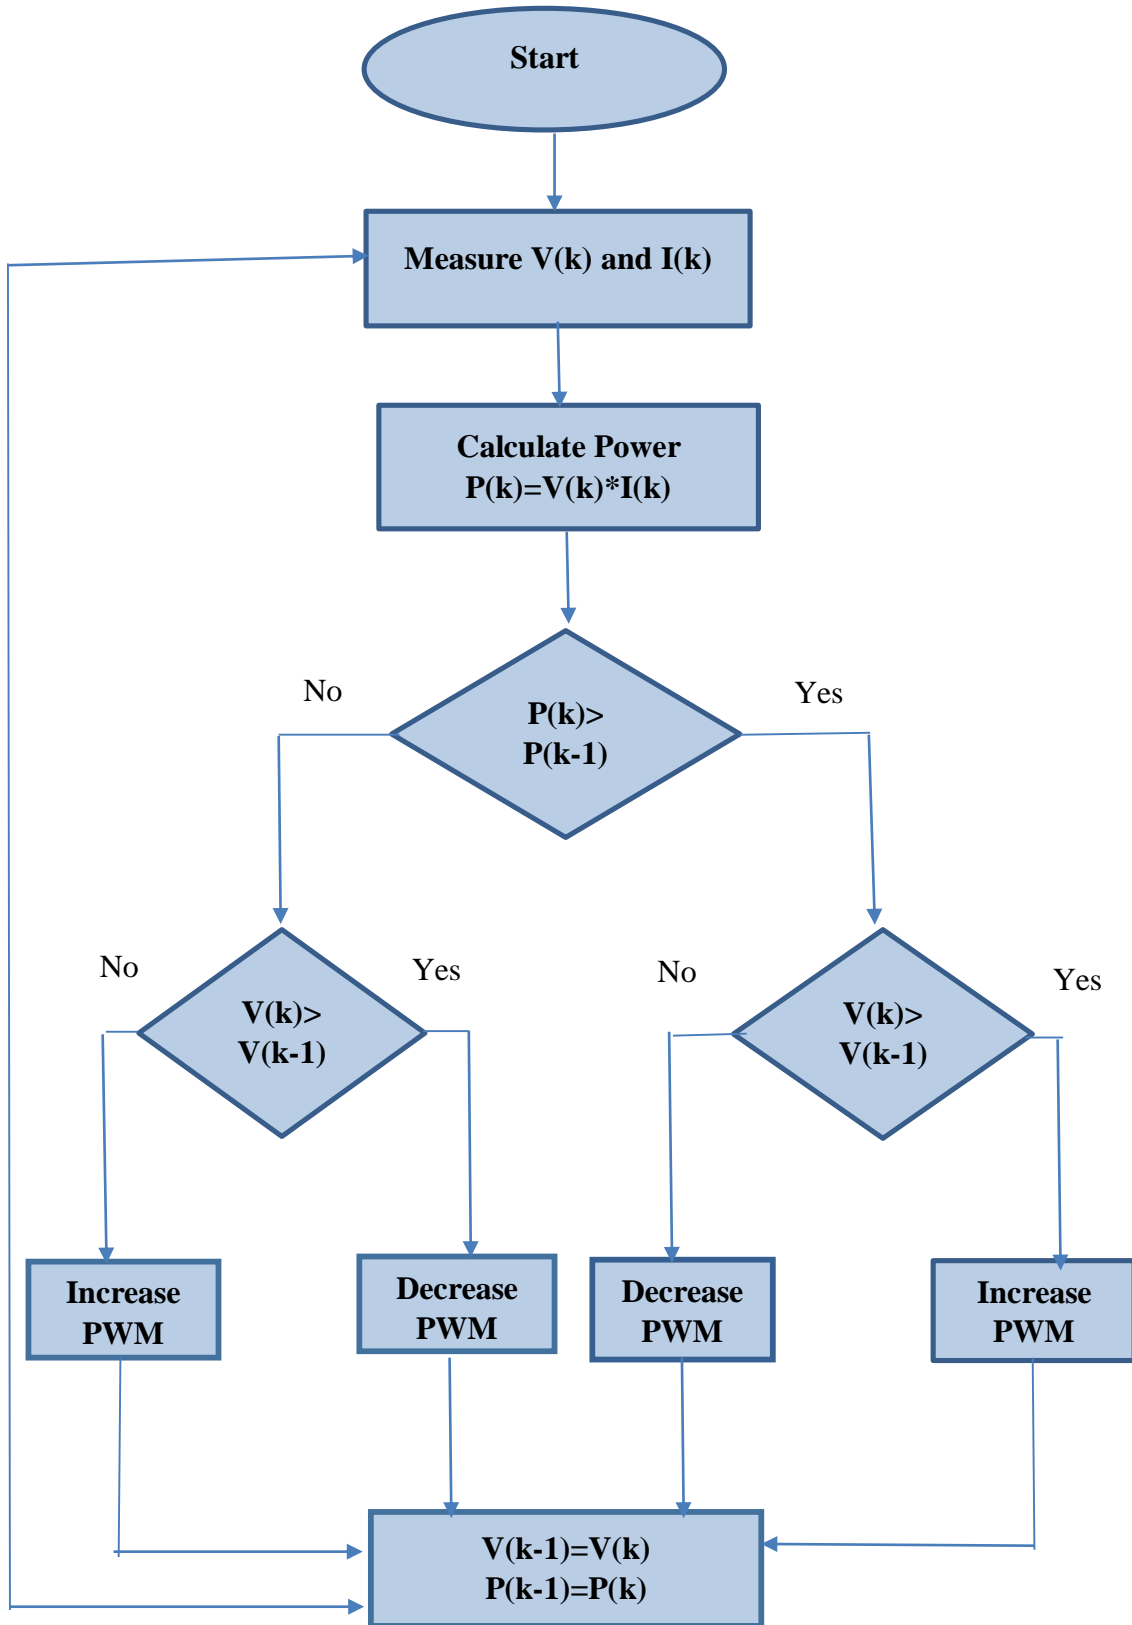 Start
Measure V(k) and I(k)
Calculate Power
P(k)=V(k)*I(k)
No
Yes
P(k)>
P(k-1)
No
Yes
No
Yes
V(k)>
V(k-1)
V(k)>
V(k-1)
Increase
PWM
Decrease
PWM
Decrease
PWM
Increase
PWM
V(k-1)=V(k)
P(k-1)=P(k)